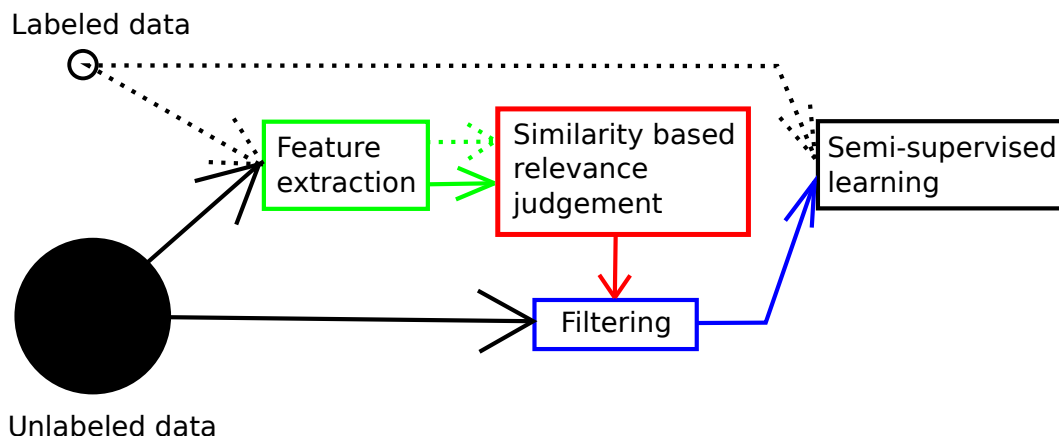 Labeled data
Feature
extraction
Similarity based
relevance
judgement
Semi-supervised
learning
Filtering
Unlabeled data